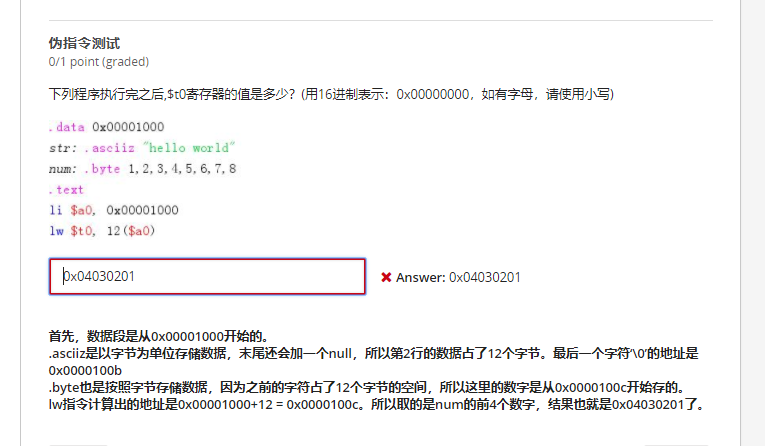 伪指令测试
0/1 point (graded)
下列程序执行完之后,$t0寄存器的值是多少？(用16进制表示：0x00000000，如有字母，请使用小写)
.data 0x00001000
str: .asciiz "hello world"
num: .byte 1,2,3,4,5,6,7,8
.text
li $a0, 0x00001000
lw $t0, 12($a0)
0x04030201
✖ Answer: 0x04030201
首先，数据段是从0x00001000开始的。
.asciiz是以字节为单位存储数据，末尾还会加一个null，所以第2行的数据占了12个字节。最后一个字符'\0'的地址是
0x0000100b
.byte也是按照字节存储数据，因为之前的字符占了12个字节的空间，所以这里的数字是从0x0000100c开始存的。
lw指令计算出的地址是0x00001000+12 = 0x0000100c。所以取的是num的前4个数字，结果也就是0x04030201了。